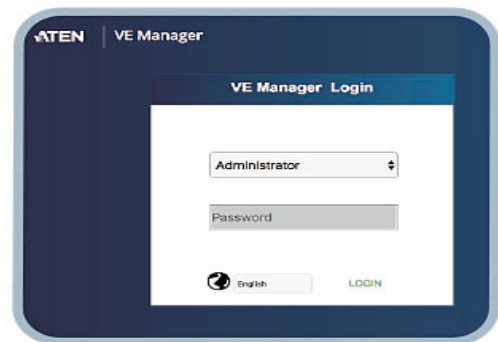 ATEN VE Manager
VE Manager Login
Administrator
Password
English LOGIN